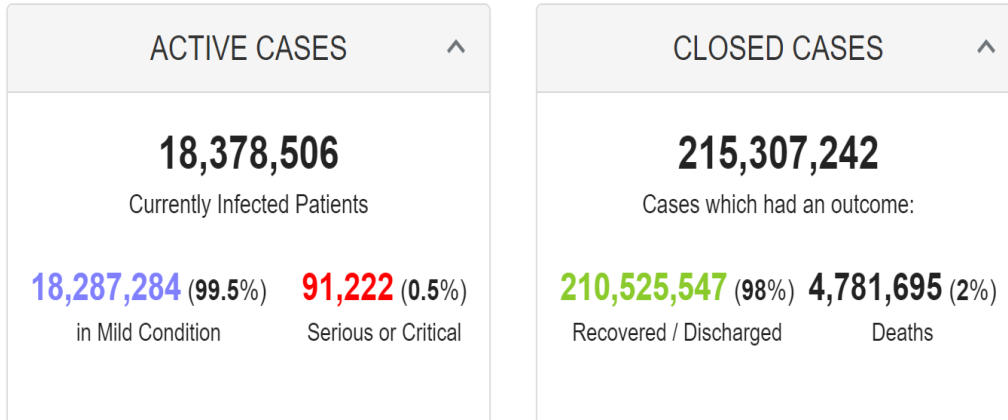 ACTIVE CASES
18,378,506
Currently Infected Patients
18,287,284 (99.5%) 91,222 (0.5%)
in Mild Condition Serious or Critical
CLOSED CASES
215,307,242
Cases which had an outcome:
210,525,547 (98%) 4,781,695 (2%)
Recovered / Discharged Deaths